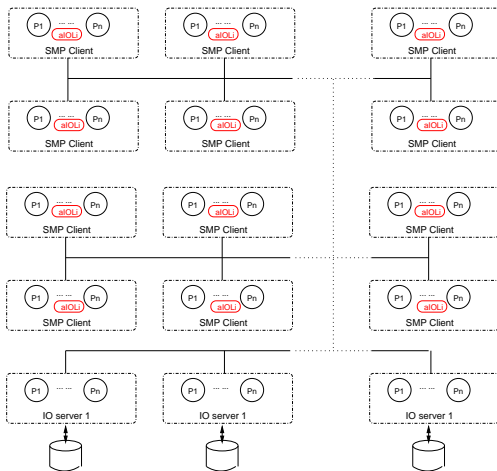 P1 ... ... Pn P1 ... ... Pn P1 ... ... Pn
aIOLi aIOLi aIOLi
SMP Client SMP Client SMP Client
P1 ... ... Pn P1 ... ... Pn P1 ... ... Pn
aIOLi aIOLi aIOLi
SMP Client SMP Client SMP Client
P1 ... ... Pn P1 ... ... Pn P1 ... ... Pn
aIOLi aIOLi aIOLi
SMP Client SMP Client SMP Client
P1 ... ... Pn P1 ... ... Pn P1 ... ... Pn
aIOLi aIOLi aIOLi
SMP Client SMP Client SMP Client
P1 ... ... Pn P1 ... ... Pn P1 ... ... Pn
IO server 1 IO server 1 IO server 1